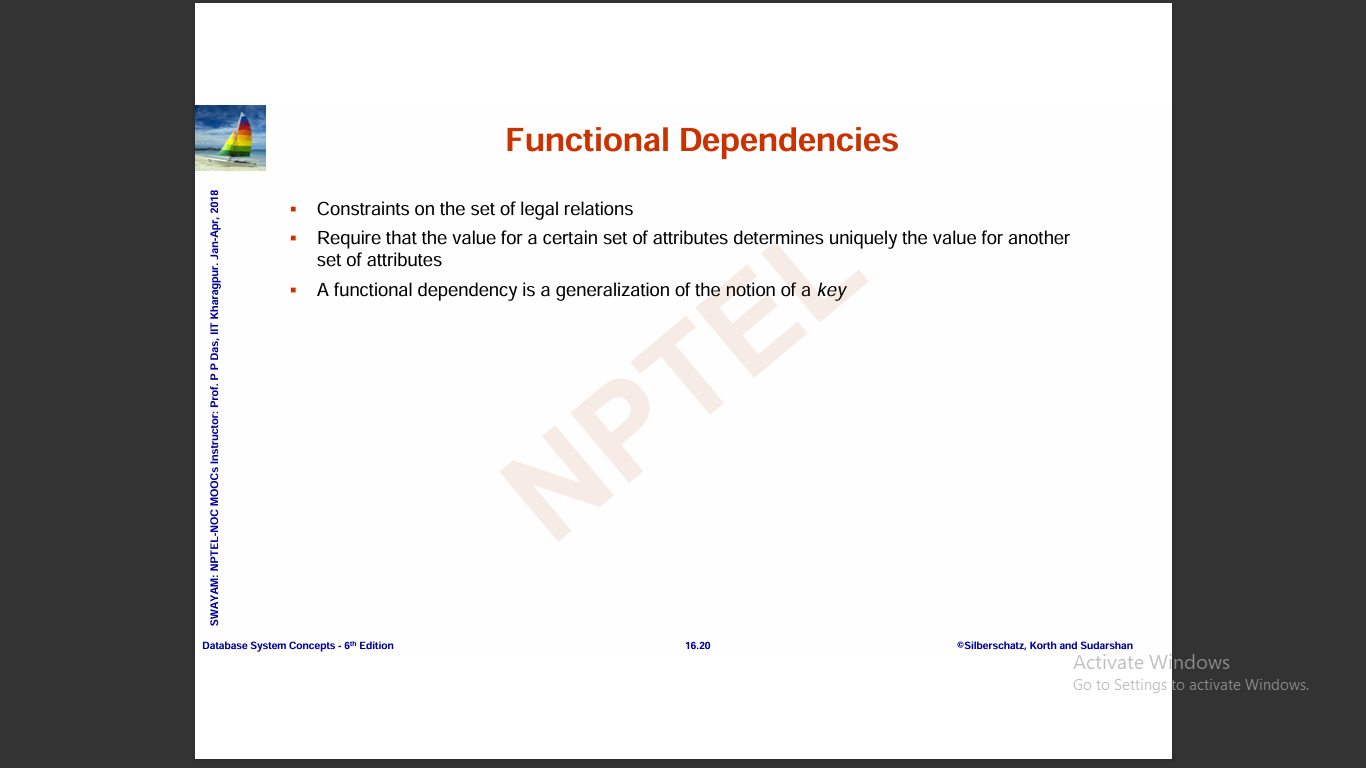 Functional Dependencies
▪ Constraints on the set of legal relations
▪ Require that the value for a certain set of attributes determines uniquely the value for another
set of attributes
▪ A functional dependency is a generalization of the notion of a key
NPTEL
SWAYAM: NPTEL-NOC MOOCs Instructor: Prof. P P Das, IIT Kharagpur. Jan-Apr, 2018
Database System Concepts - 6th Edition
16.20
©Silberschatz, Korth and Sudarshan
Activate Windows
Go to Settings to activate Windows.